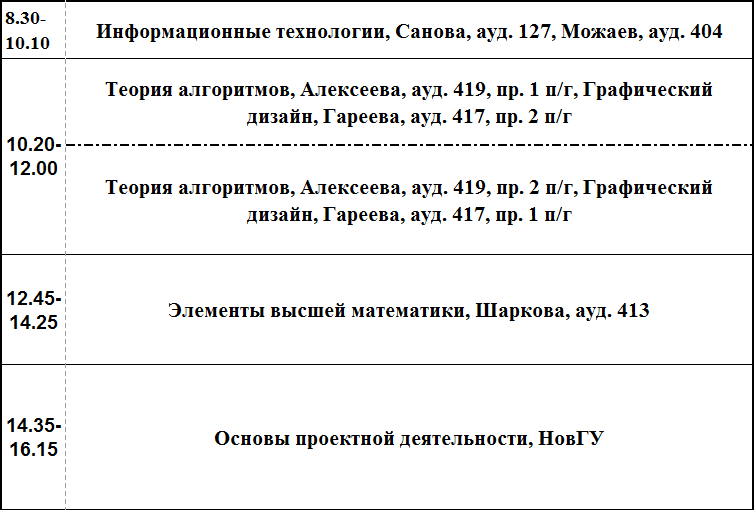 8.30-
10.10
Информационные технологии, Санова, ауд. 127, Можаев, ауд. 404
10.20-
12.00
Теория алгоритмов, Алексеева, ауд. 419, пр. 1 п/г, Графический
дизайн, Гареева, ауд. 417, пр. 2 п/г
Теория алгоритмов, Алексеева, ауд. 419, пр. 2 п/г, Графический
дизайн, Гареева, ауд. 417, пр. 1 п/г
12.45-
14.25
Элементы высшей математики, Шаркова, ауд. 413
14.35-
16.15
Основы проектной деятельности, НовГУ